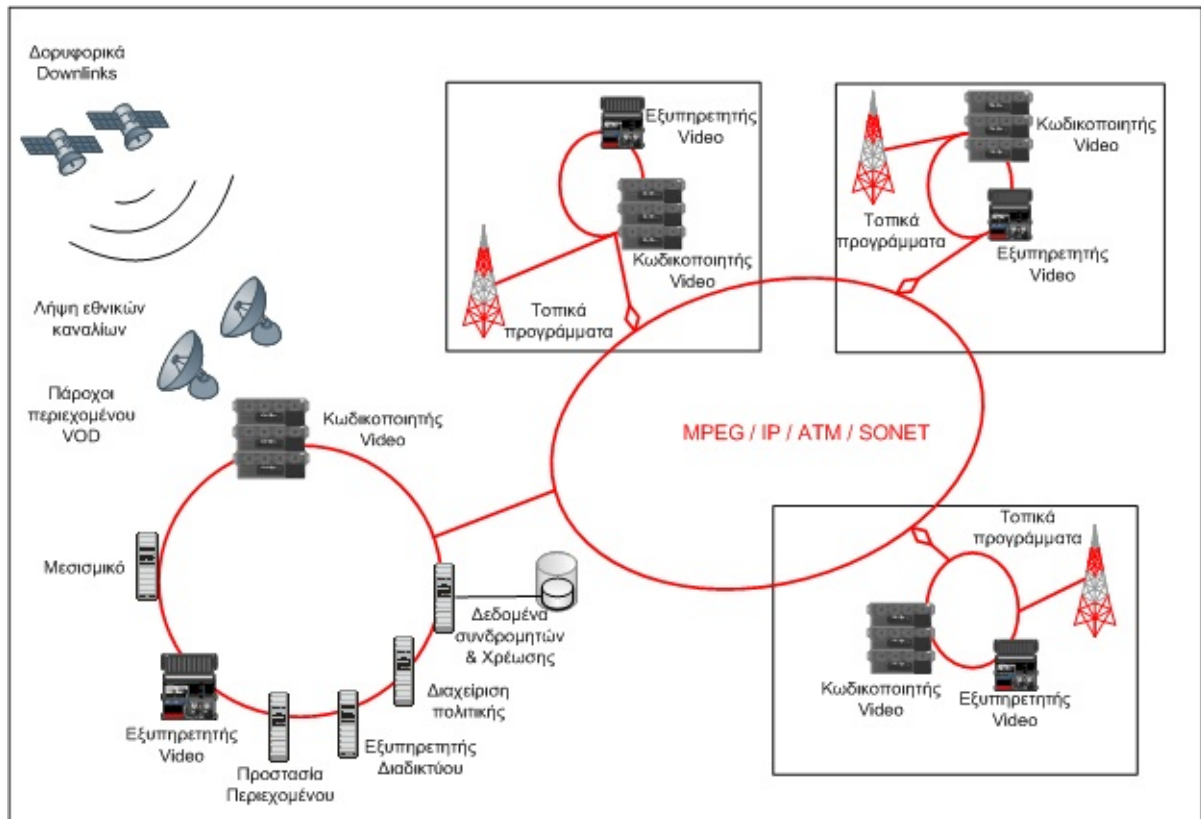 Δορυφορικά
Downlinks
Εξυπηρετητής
Video
Κωδικοποιητής
Video
Τοπικά
προγράμματα
Κωδικοποιητής
Video
Τοπικά
προγράμματα
Εξυπηρετητής
Video
Λήψη εθνικών
καναλίων
Πάροχοι
περιεχομένου
VOD
Κωδικοποιητής
Video
MPEG / IP / ATM / SONET
Μεσισμικό
Δεδομένα
συνδρομητών
& Χρέωσης
Διαχείριση
πολιτικής
Εξυπηρετητής
Διαδικτύου
Προστασία
Περιεχομένου
Εξυπηρετητής
Video
Τοπικά
προγράμματα
Κωδικοποιητής
Video
Εξυπηρετητής
Video